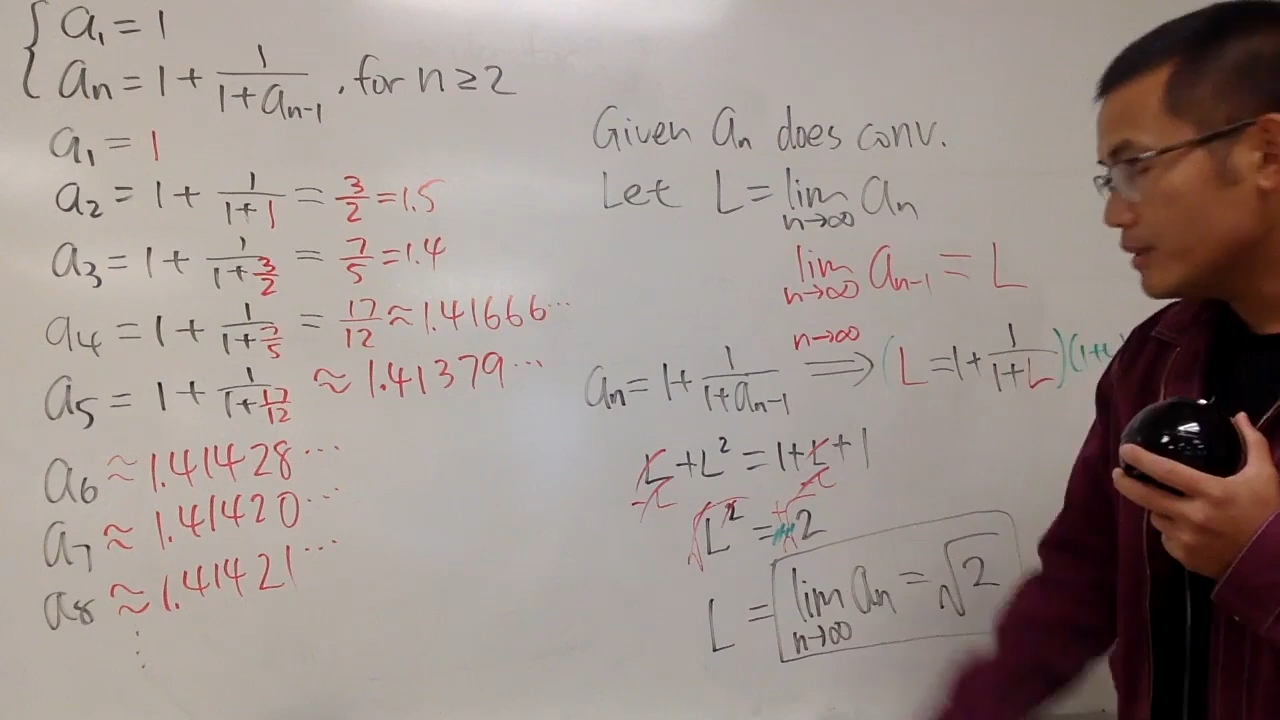 a₁ = 1
aₙ = 1 + 1/(1+aₙ₋₁), for n ≥ 2
a₁ = 1
a₂ = 1 + 1/(1+1) = 3/2 = 1.5
a₃ = 1 + 1/(1+3/2) = 7/5 = 1.4
a₄ = 1 + 1/(1+7/5) = 17/12 ≈ 1.41666...
a₅ = 1 + 1/(1+17/12) ≈ 1.41379...
a₆ ≈ 1.41428...
a₇ ≈ 1.41420...
a₈ ≈ 1.41421...
Given aₙ does conv.
Let L = lim n→∞ aₙ
lim n→∞ aₙ₋₁ = L
aₙ = 1 + 1/(1+aₙ₋₁) n→∞ ⟹ (L = 1 + 1/(1+L))(1+
L + L² = 1 + L + 1
-L -L
√L² = ±√2
L = lim n→∞ aₙ = √2